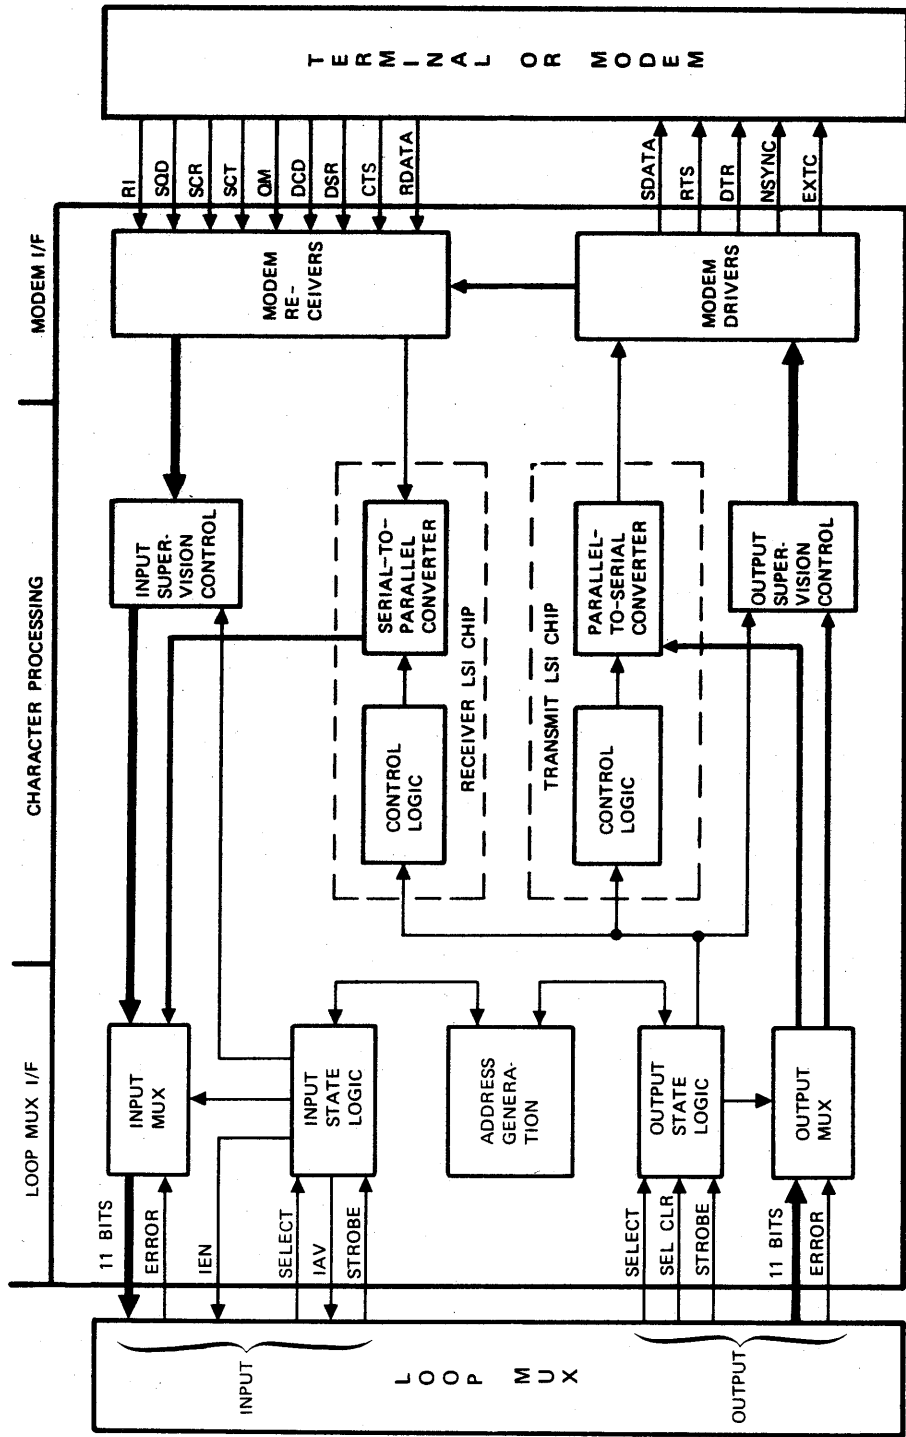 LOOP MUX I/F
CHARACTER PROCESSING
MODEM I/F
LOOP MUX
INPUT
OUTPUT
11 BITS
ERROR
IEN
SELECT
IAV
STROBE
SELECT
SEL CLR
STROBE
11 BITS
ERROR
INPUT
MUX
INPUT
STATE
LOGIC
ADDRESS
GENERA-
TION
OUTPUT
STATE
LOGIC
OUTPUT
MUX
INPUT
SUPER-
VISION
CONTROL
CONTROL
LOGIC
SERIAL-TO-
PARALLEL
CONVERTER
RECEIVER LSI CHIP
TRANSMIT LSI CHIP
CONTROL
LOGIC
PARALLEL-
TO-SERIAL
CONVERTER
OUTPUT
SUPER-
VISION
CONTROL
MODEM
RE-
CEIVERS
MODEM
DRIVERS
RI
SQD
SCR
SCT
QM
DCD
DSR
CTS
RDATA
SDATA
RTS
DTR
NSYNC
EXTC
TERMINAL OR MODEM